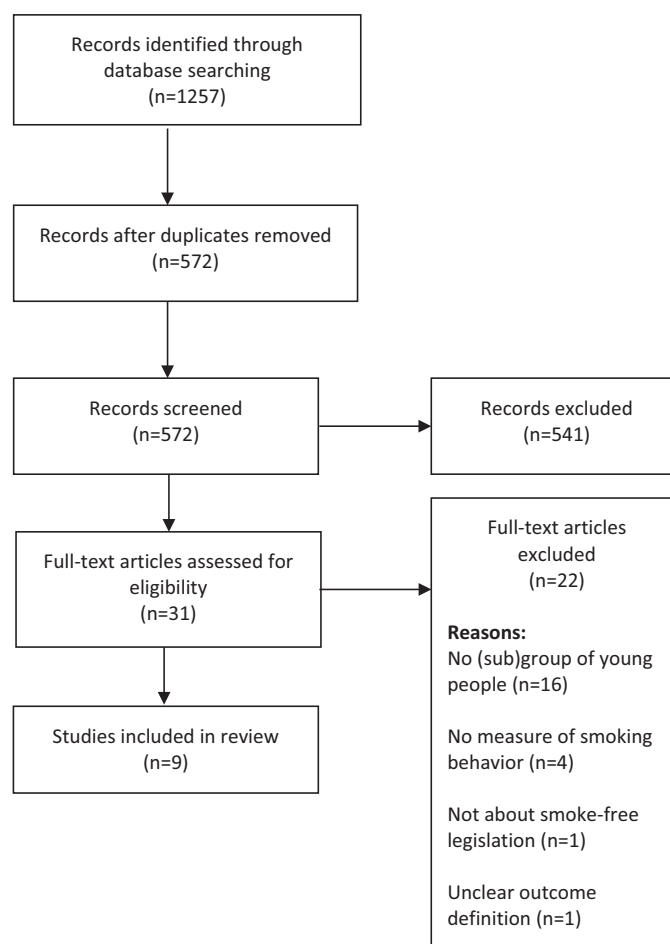 Records identified through
database searching
(n=1257)
Records after duplicates removed
(n=572)
Records screened
(n=572)
Records excluded
(n=541)
Full-text articles assessed for
eligibility
(n=31)
Full-text articles
excluded
(n=22)
Reasons:
No (sub)group of young
people (n=16)
No measure of smoking
behavior (n=4)
Not about smoke-free
legislation (n=1)
Unclear outcome
definition (n=1)
Studies included in review
(n=9)